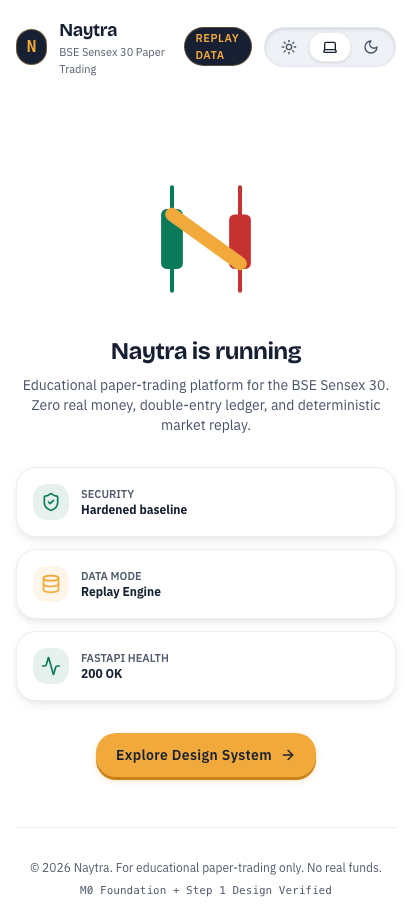 N
Naytra
BSE Sensex 30 Paper
Trading
REPLAY
DATA
Naytra is running
Educational paper-trading platform for the BSE Sensex 30.
Zero real money, double-entry ledger, and deterministic
market replay.
SECURITY
Hardened baseline
DATA MODE
Replay Engine
FASTAPI HEALTH
200 OK
Explore Design System →
© 2026 Naytra. For educational paper-trading only. No real funds.
M0 Foundation + Step 1 Design Verified